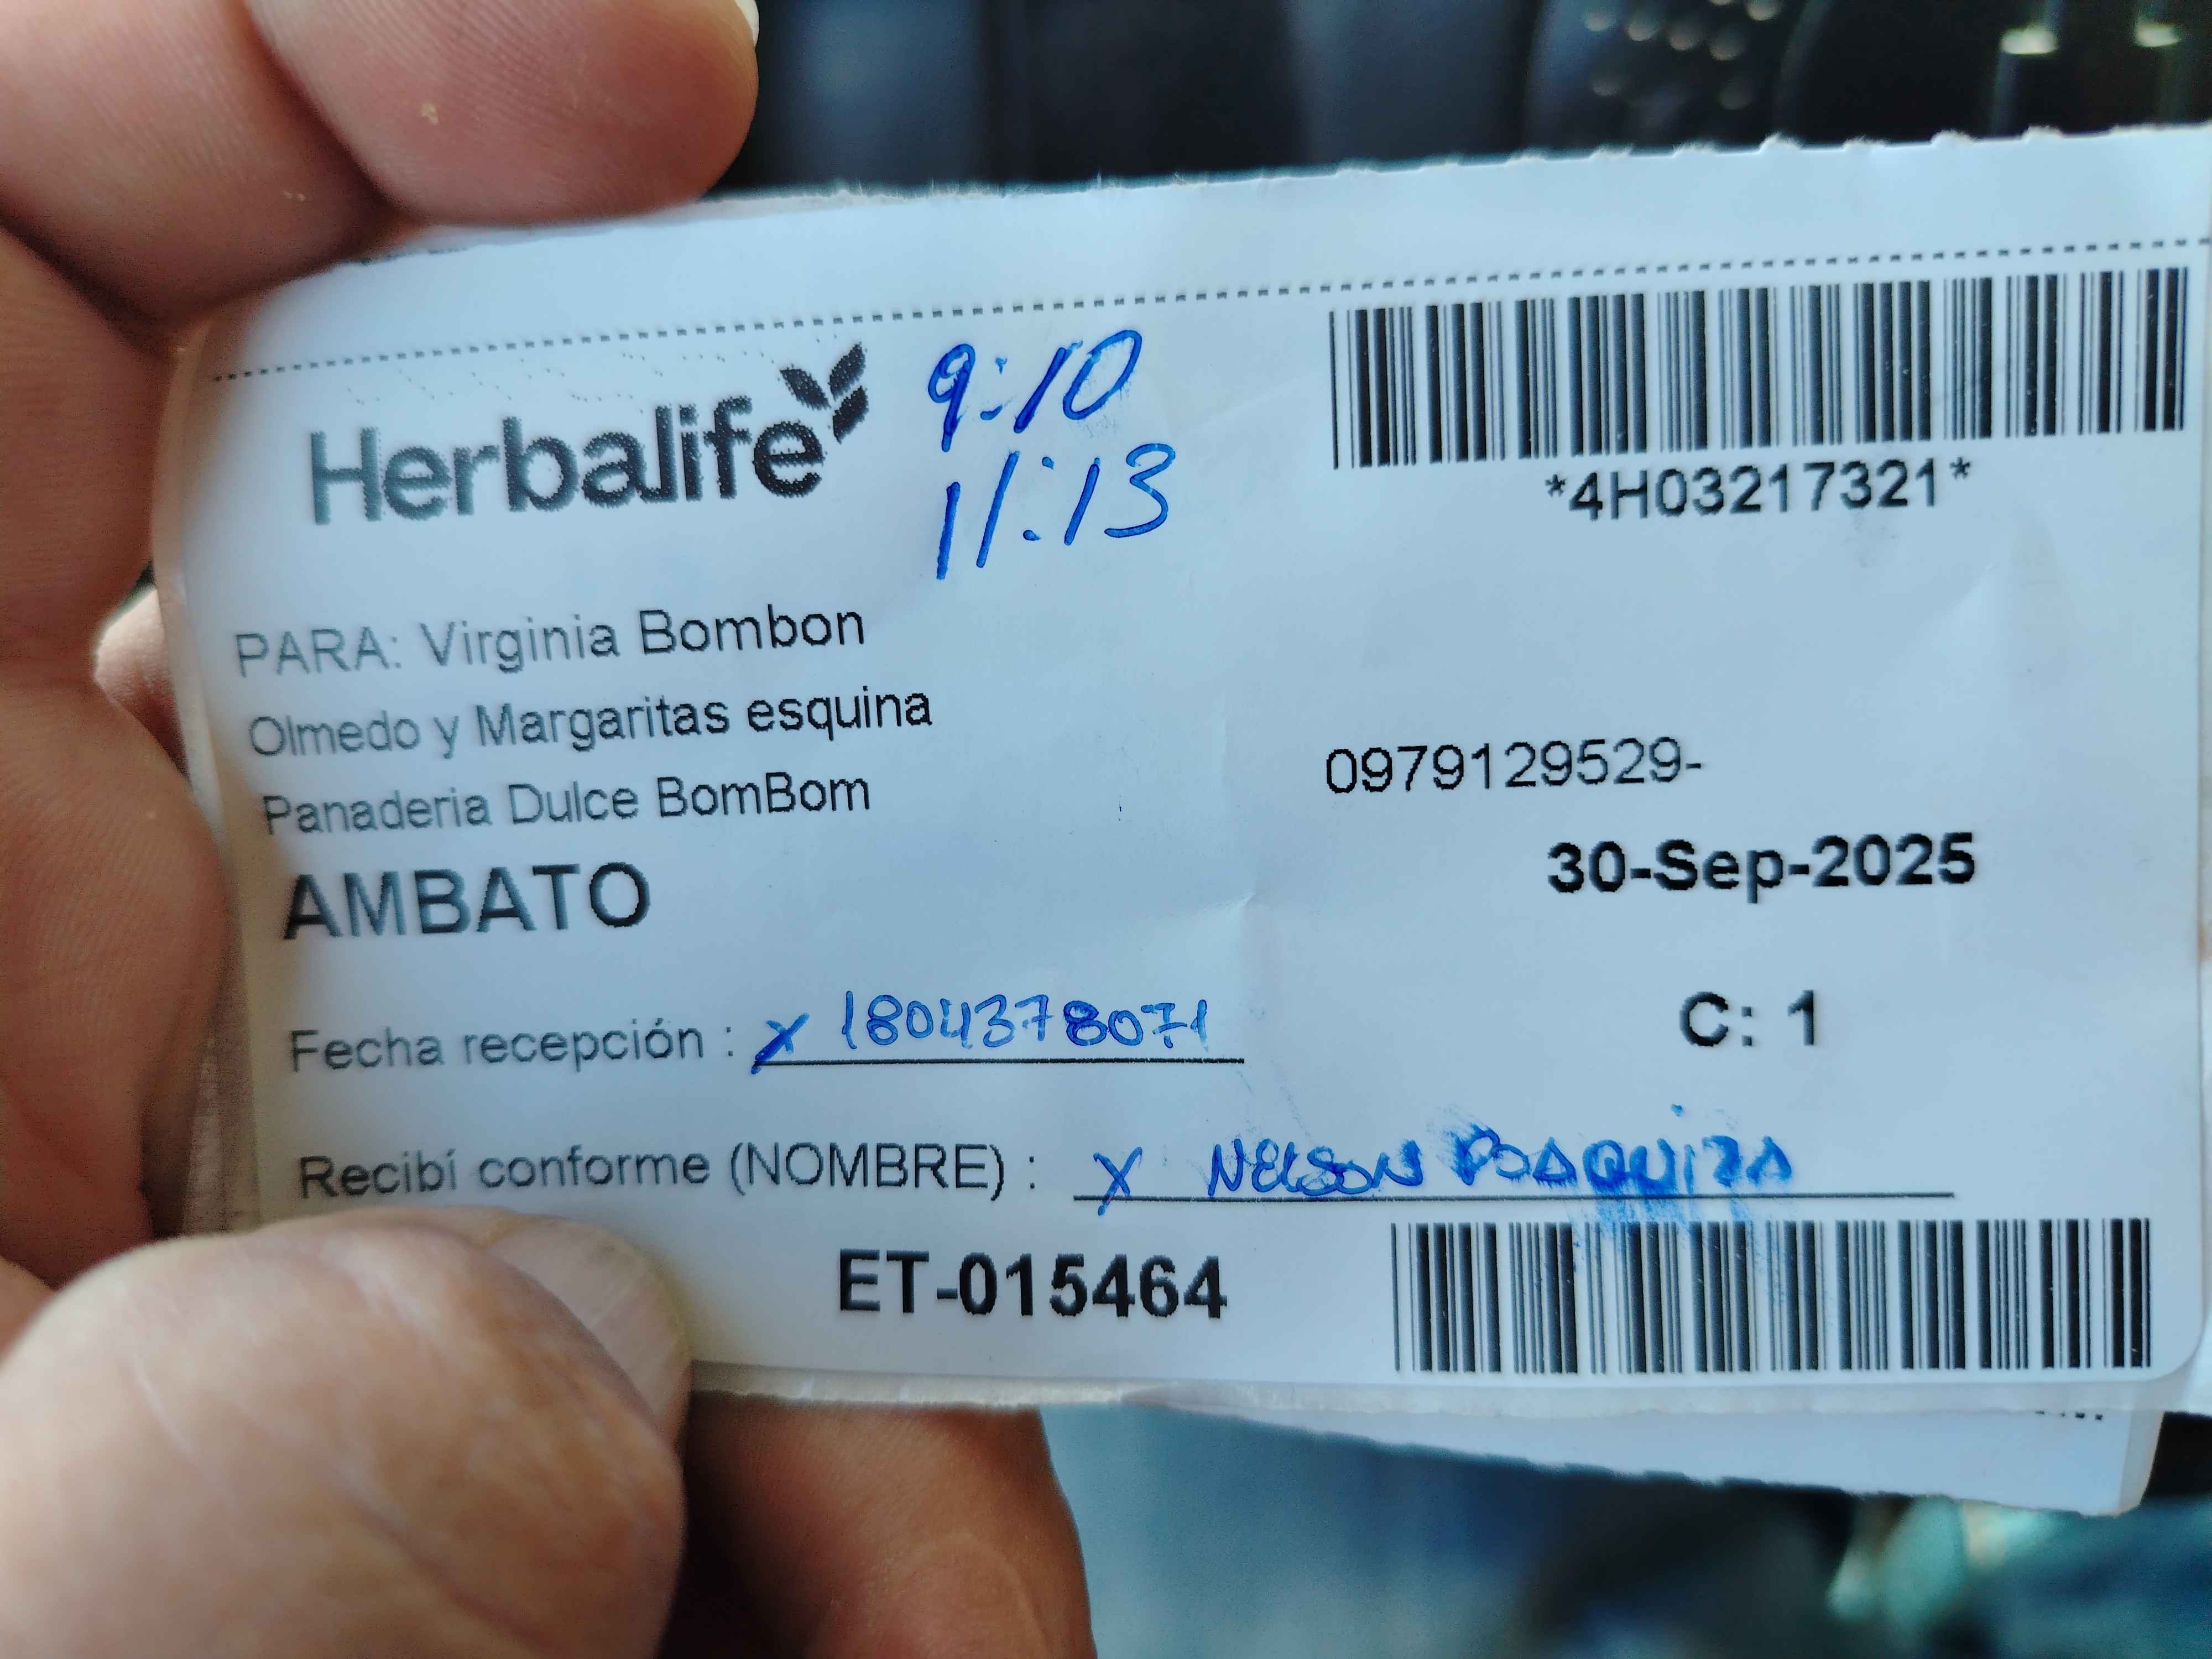 Herbalife
9:10
11:13
*4H03217321*
PARA: Virginia Bombon
Olmedo y Margaritas esquina
Panaderia Dulce BomBom
0979129529-
AMBATO
30-Sep-2025
Fecha recepción : x 1804378071
C: 1
Recibí conforme (NOMBRE) : x NELSON
ET-015464